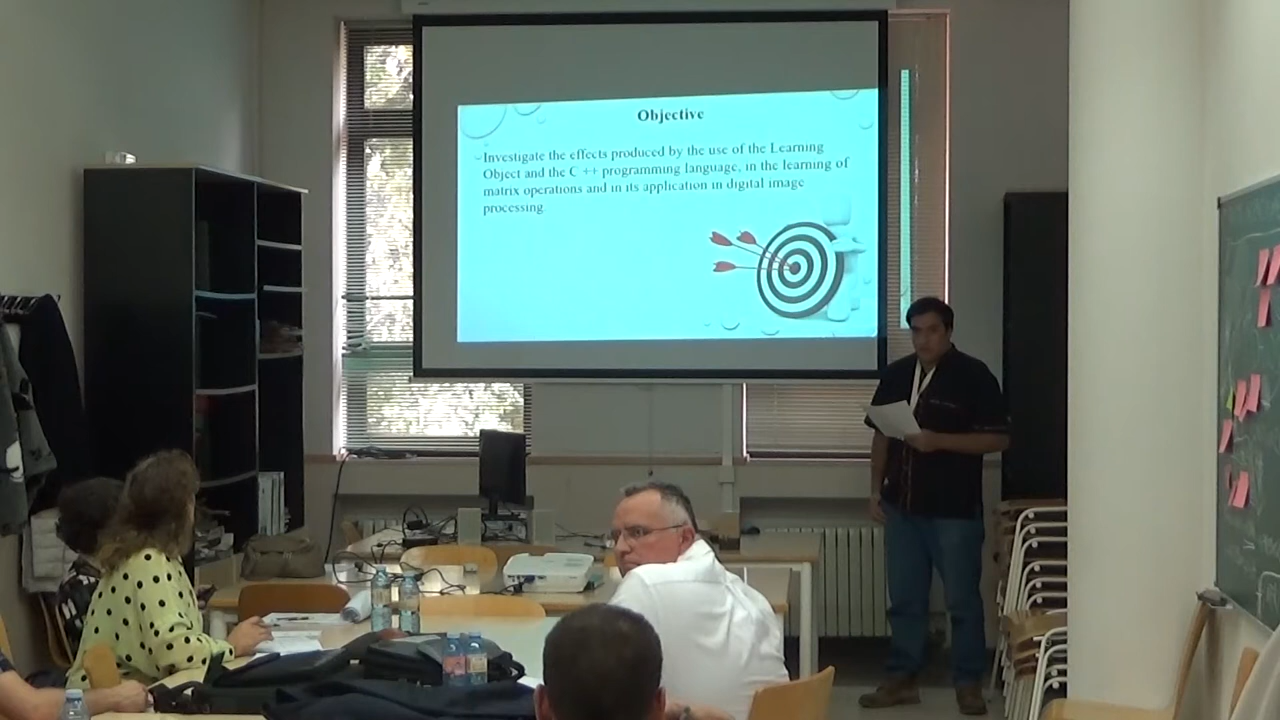 Objective
Investigate the effects produced by the use of the Learning
Object and the C ++ programming language, in the learning of
matrix operations and in its application in digital image
processing.